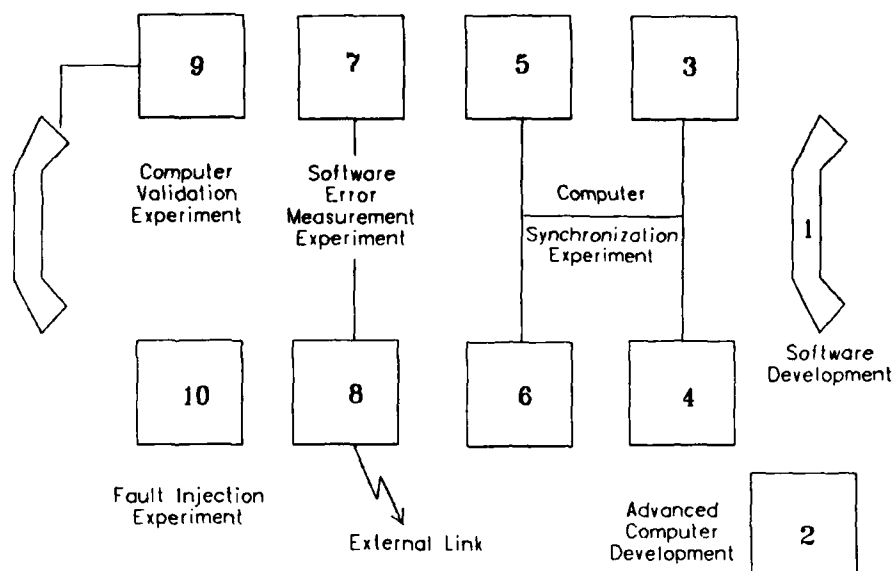 9
7
5
3
Computer
Validation
Experiment
Software
Error
Measurement
Experiment
Computer
Synchronization
Experiment
1
Software
Development
10
8
6
4
Fault Injection
Experiment
External Link
Advanced
Computer
Development
2